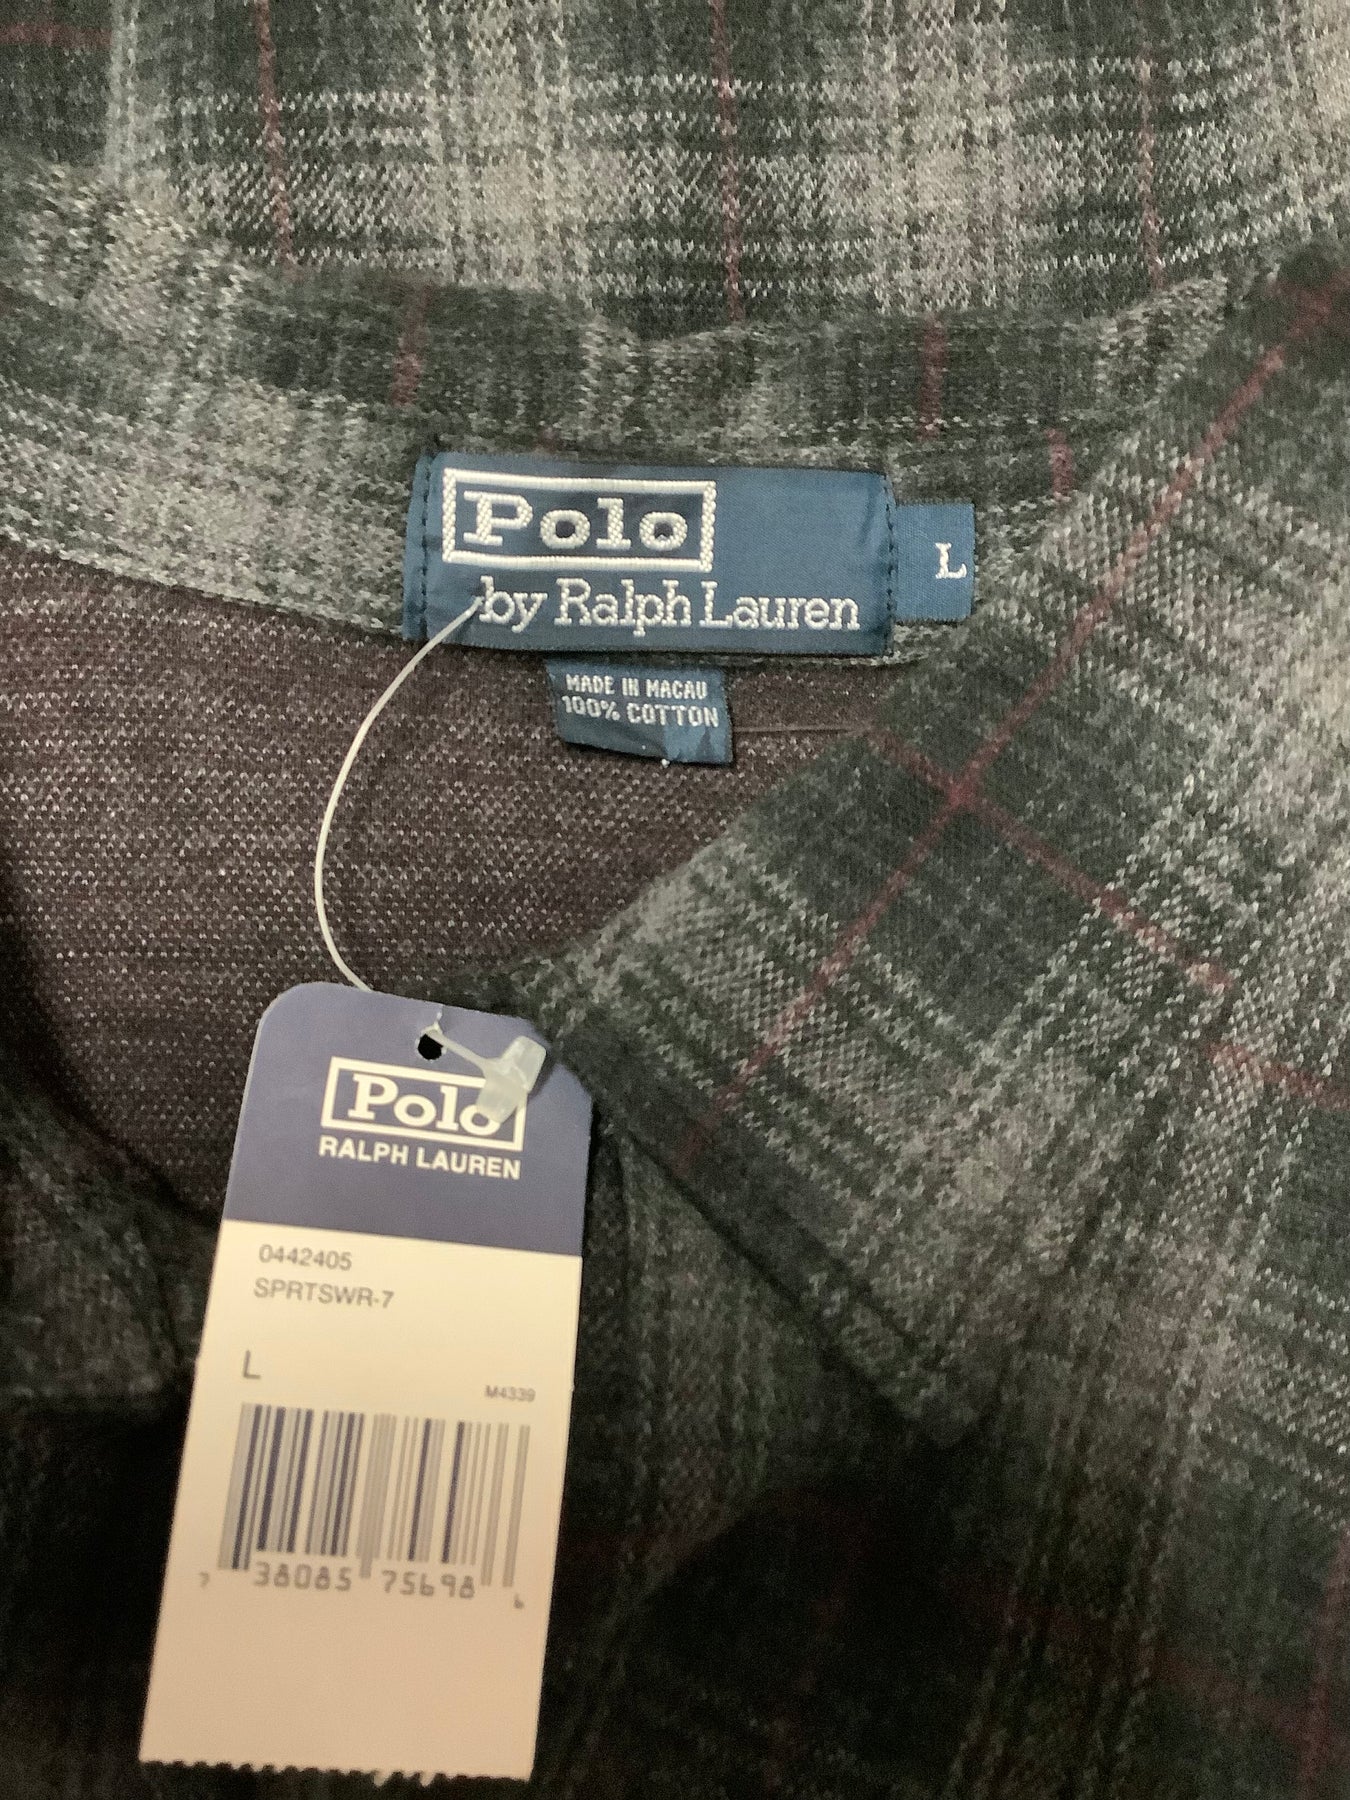 Polo
by Ralph Lauren
L
MADE IN MACAU
100% COTTON
Polo
RALPH LAUREN
0442405
SPRTSWR-7
L
M4339
7 38085 75698 6